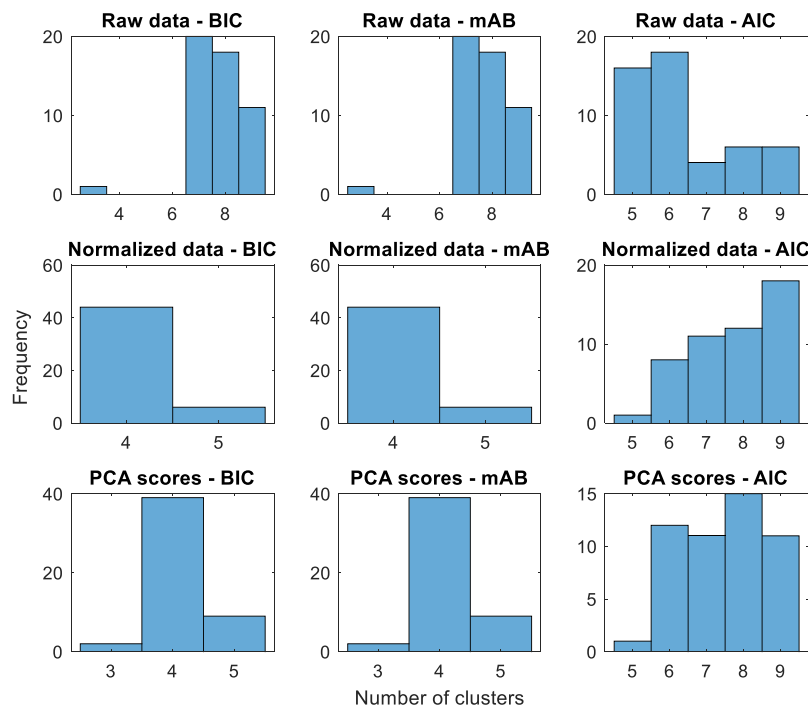 Raw data - BIC
Raw data - mAB
Raw data - AIC
20
10
0
4 6 8
20
10
0
4 6 8
20
10
0
5 6 7 8 9
Normalized data - BIC
Normalized data - mAB
Normalized data - AIC
Frequency
60
40
20
0
4 5
60
40
20
0
4 5
20
10
0
5 6 7 8 9
PCA scores - BIC
PCA scores - mAB
PCA scores - AIC
40
20
0
3 4 5
40
20
0
3 4 5
15
10
5
0
5 6 7 8 9
Number of clusters